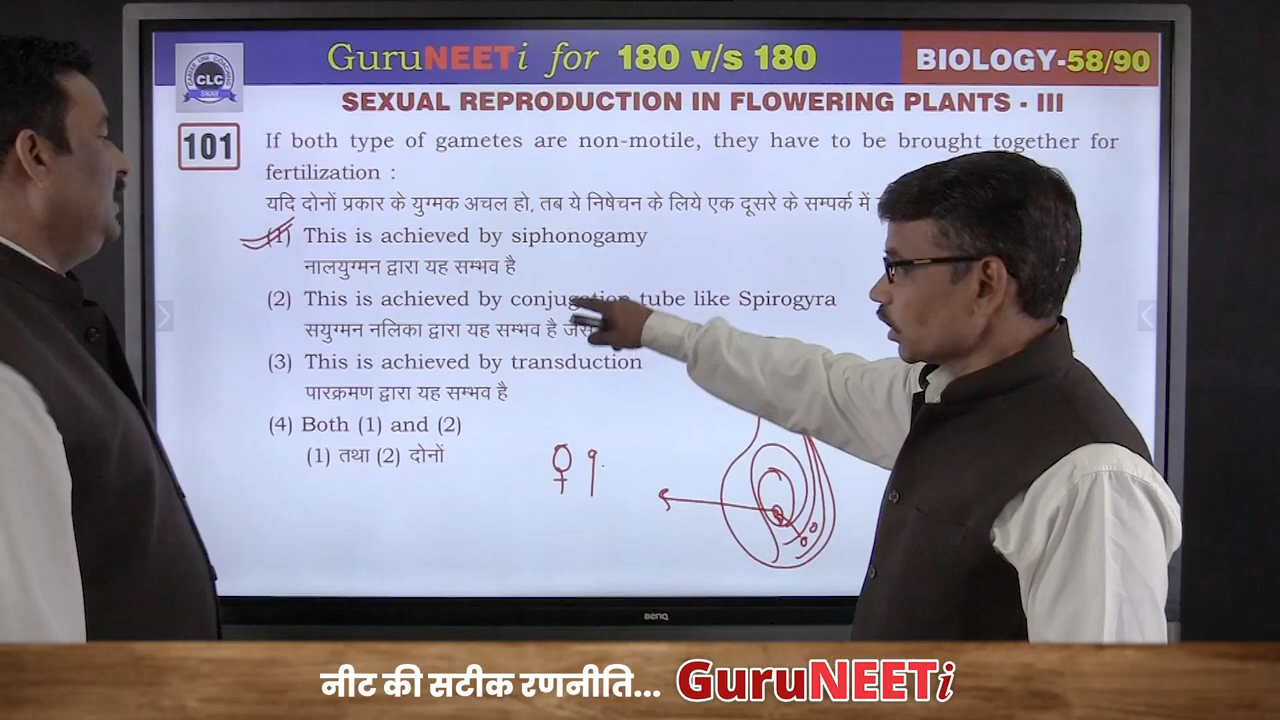 GuruNEETi for 180 v/s 180
BIOLOGY-58/90
CLC
SIKAR
SEXUAL REPRODUCTION IN FLOWERING PLANTS - III
101
If both type of gametes are non-motile, they have to be brought together for
fertilization :
यदि दोनों प्रकार के युग्मक अचल हो, तब ये निषेचन के लिये एक दूसरे के सम्पर्क में
(1) This is achieved by siphonogamy
नालयुग्मन द्वारा यह सम्भव है
(2) This is achieved by conjugation tube like Spirogyra
सयुग्मन नलिका द्वारा यह सम्भव है
(3) This is achieved by transduction
पारक्रमण द्वारा यह सम्भव है
(4) Both (1) and (2)
(1) तथा (2) दोनों
BenQ
नीट की सटीक रणनीति... GuruNEETi